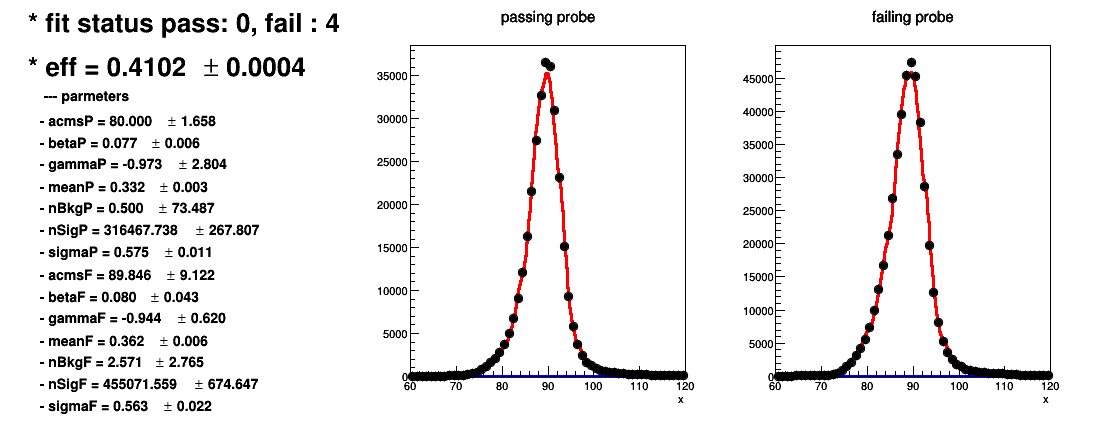 * fit status pass: 0, fail : 4
* eff = 0.4102 ± 0.0004
--- parmeters
- acmsP = 80.000 ± 1.658
- betaP = 0.077 ± 0.006
- gammaP = -0.973 ± 2.804
- meanP = 0.332 ± 0.003
- nBkgP = 0.500 ± 73.487
- nSigP = 316467.738 ± 267.807
- sigmaP = 0.575 ± 0.011
- acmsF = 89.846 ± 9.122
- betaF = 0.080 ± 0.043
- gammaF = -0.944 ± 0.620
- meanF = 0.362 ± 0.006
- nBkgF = 2.571 ± 2.765
- nSigF = 455071.559 ± 674.647
- sigmaF = 0.563 ± 0.022
passing probe
35000
30000
25000
20000
15000
10000
5000
0
60 70 80 90 100 110 120
x
failing probe
45000
40000
35000
30000
25000
20000
15000
10000
5000
0
60 70 80 90 100 110 120
x